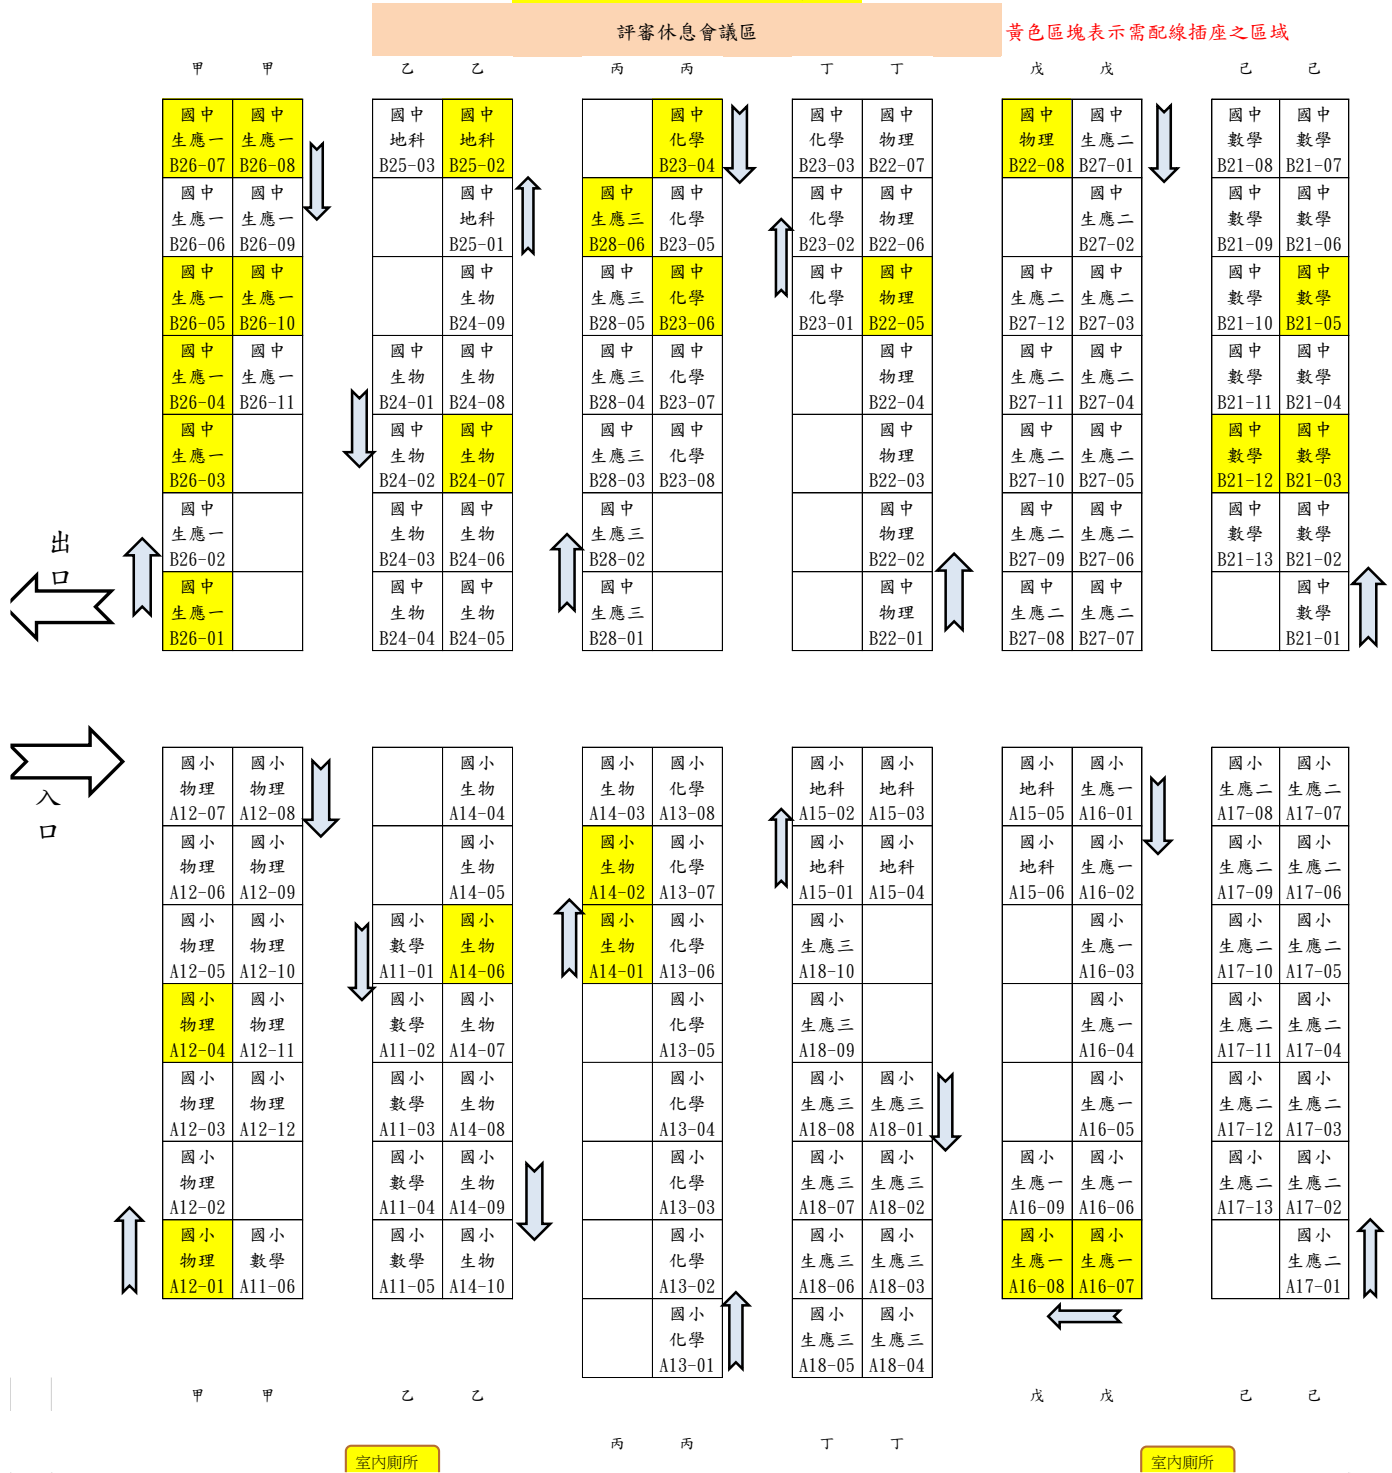 評審休息會議區
黃色區塊表示需配線插座之區域
甲 甲 乙 乙 丙 丙 丁 丁 戊 戊 己 己
國中 國中 國中 國中 國中 國中 國中 國中 國中 國中 國中
生應一 生應一 地科 地科 化學 化學 物理 物理 生應二 數學 數學
B26-07 B26-08 B25-03 B25-02 B23-04 B23-03 B22-07 B22-08 B27-01 B21-08 B21-07
國中 國中 國中 國中 國中 國中 國中 國中 國中 國中
生應一 生應一 地科 生應三 化學 化學 物理 生應二 數學 數學
B26-06 B26-09 B25-01 B28-06 B23-05 B23-02 B22-06 B27-02 B21-09 B21-06
國中 國中 國中 國中 國中 國中 國中 國中 國中 國中 國中
生應一 生應一 生物 生應三 化學 化學 物理 生應二 生應二 數學 數學
B26-05 B26-10 B24-09 B28-05 B23-06 B23-01 B22-05 B27-12 B27-03 B21-10 B21-05
國中 國中 國中 國中 國中 國中 國中 國中 國中 國中 國中
生應一 生應一 生物 生物 生應三 化學 物理 生應二 生應二 數學 數學
B26-04 B26-11 B24-01 B24-08 B28-04 B23-07 B22-04 B27-11 B27-04 B21-11 B21-04
國中 國中 國中 國中 國中 國中 國中 國中 國中 國中
生應一 生物 生物 生應三 化學 物理 生應二 生應二 數學 數學
B26-03 B24-02 B24-07 B28-03 B23-08 B22-03 B27-10 B27-05 B21-12 B21-03
國中 國中 國中 國中 國中 國中 國中 國中 國中
生應一 生物 生物 生應三 物理 生應二 生應二 數學 數學
B26-02 B24-03 B24-06 B28-02 B22-02 B27-09 B27-06 B21-13 B21-02
出
口
國中 國中 國中 國中 國中 國中 國中 國中
生應一 生物 生物 生應三 物理 生應二 生應二 數學
B26-01 B24-04 B24-05 B28-01 B22-01 B27-08 B27-07 B21-01
入
口
國小 國小 國小 國小 國小 國小 國小 國小 國小 國小 國小
物理 物理 生物 生物 化學 地科 地科 地科 生應一 生應二 生應二
A12-07 A12-08 A14-04 A14-03 A13-08 A15-02 A15-03 A15-05 A16-01 A17-08 A17-07
國小 國小 國小 國小 國小 國小 國小 國小 國小 國小 國小
物理 物理 生物 生物 化學 地科 地科 地科 生應一 生應二 生應二
A12-06 A12-09 A14-05 A14-02 A13-07 A15-01 A15-04 A15-06 A16-02 A17-09 A17-06
國小 國小 國小 國小 國小 國小 國小 國小 國小 國小
物理 物理 數學 生物 生物 化學 生應三 生應一 生應二 生應二
A12-05 A12-10 A11-01 A14-06 A14-01 A13-06 A18-10 A16-03 A17-10 A17-05
國小 國小 國小 國小 國小 國小 國小 國小 國小
物理 物理 數學 生物 化學 生應三 生應一 生應二 生應二
A12-04 A12-11 A11-02 A14-07 A13-05 A18-09 A16-04 A17-11 A17-04
國小 國小 國小 國小 國小 國小 國小 國小 國小 國小
物理 物理 數學 生物 化學 生應三 生應三 生應一 生應二 生應二
A12-03 A12-12 A11-03 A14-08 A13-04 A18-08 A18-01 A16-05 A17-12 A17-03
國小 國小 國小 國小 國小 國小 國小 國小 國小 國小
物理 數學 生物 化學 生應三 生應三 生應一 生應一 生應二 生應二
A12-02 A11-04 A14-09 A13-03 A18-07 A18-02 A16-09 A16-06 A17-13 A17-02
國小 國小 國小 國小 國小 國小 國小 國小 國小 國小
物理 數學 數學 生物 化學 生應三 生應三 生應一 生應一 生應二
A12-01 A11-06 A11-05 A14-10 A13-02 A18-06 A18-03 A16-08 A16-07 A17-01
國小 國小 國小
化學 生應三 生應三
A13-01 A18-05 A18-04
甲 甲 乙 乙 戊 戊 己 己
丙 丙 丁 丁
室內廁所 室內廁所